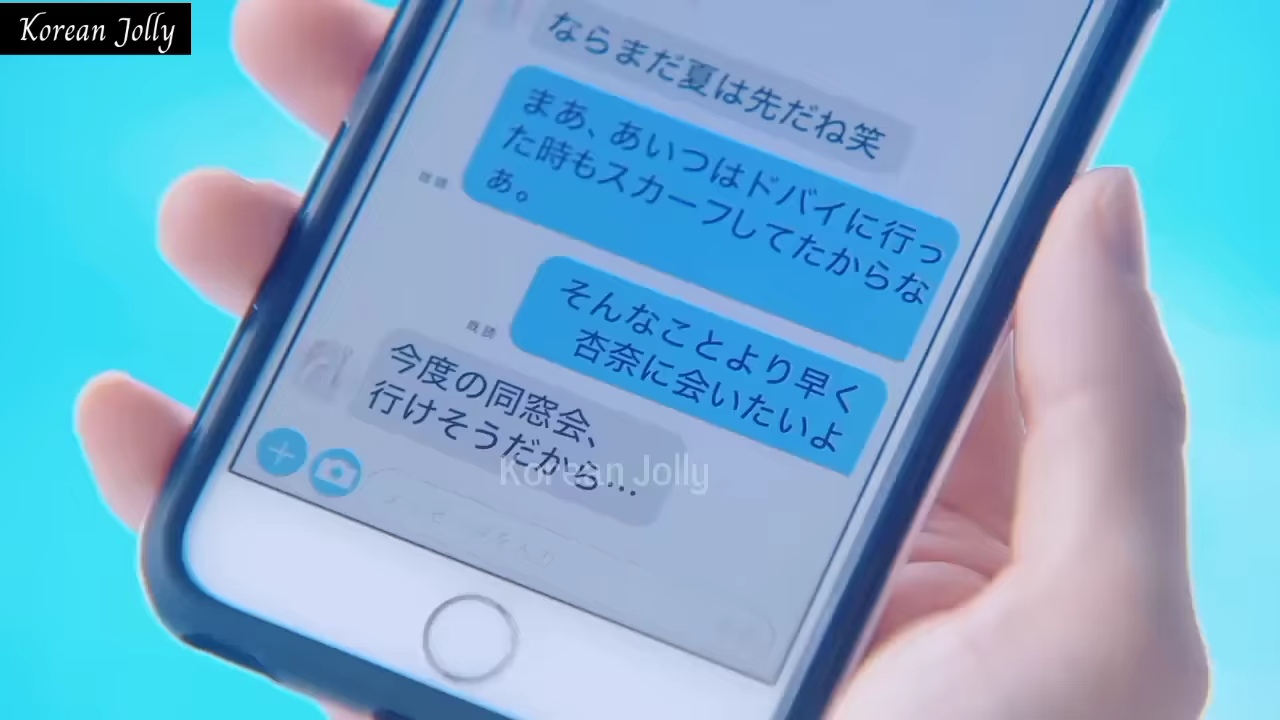 Korean Jolly
ならまだ夏は先だね笑
まあ、あいつはドバイに行っ
た時もスカーフしてたからな
ぁ。
既読
そんなことより早く
杏奈に会いたいよ
既読
今度の同窓会、
行けそうだから…
Korean Jolly